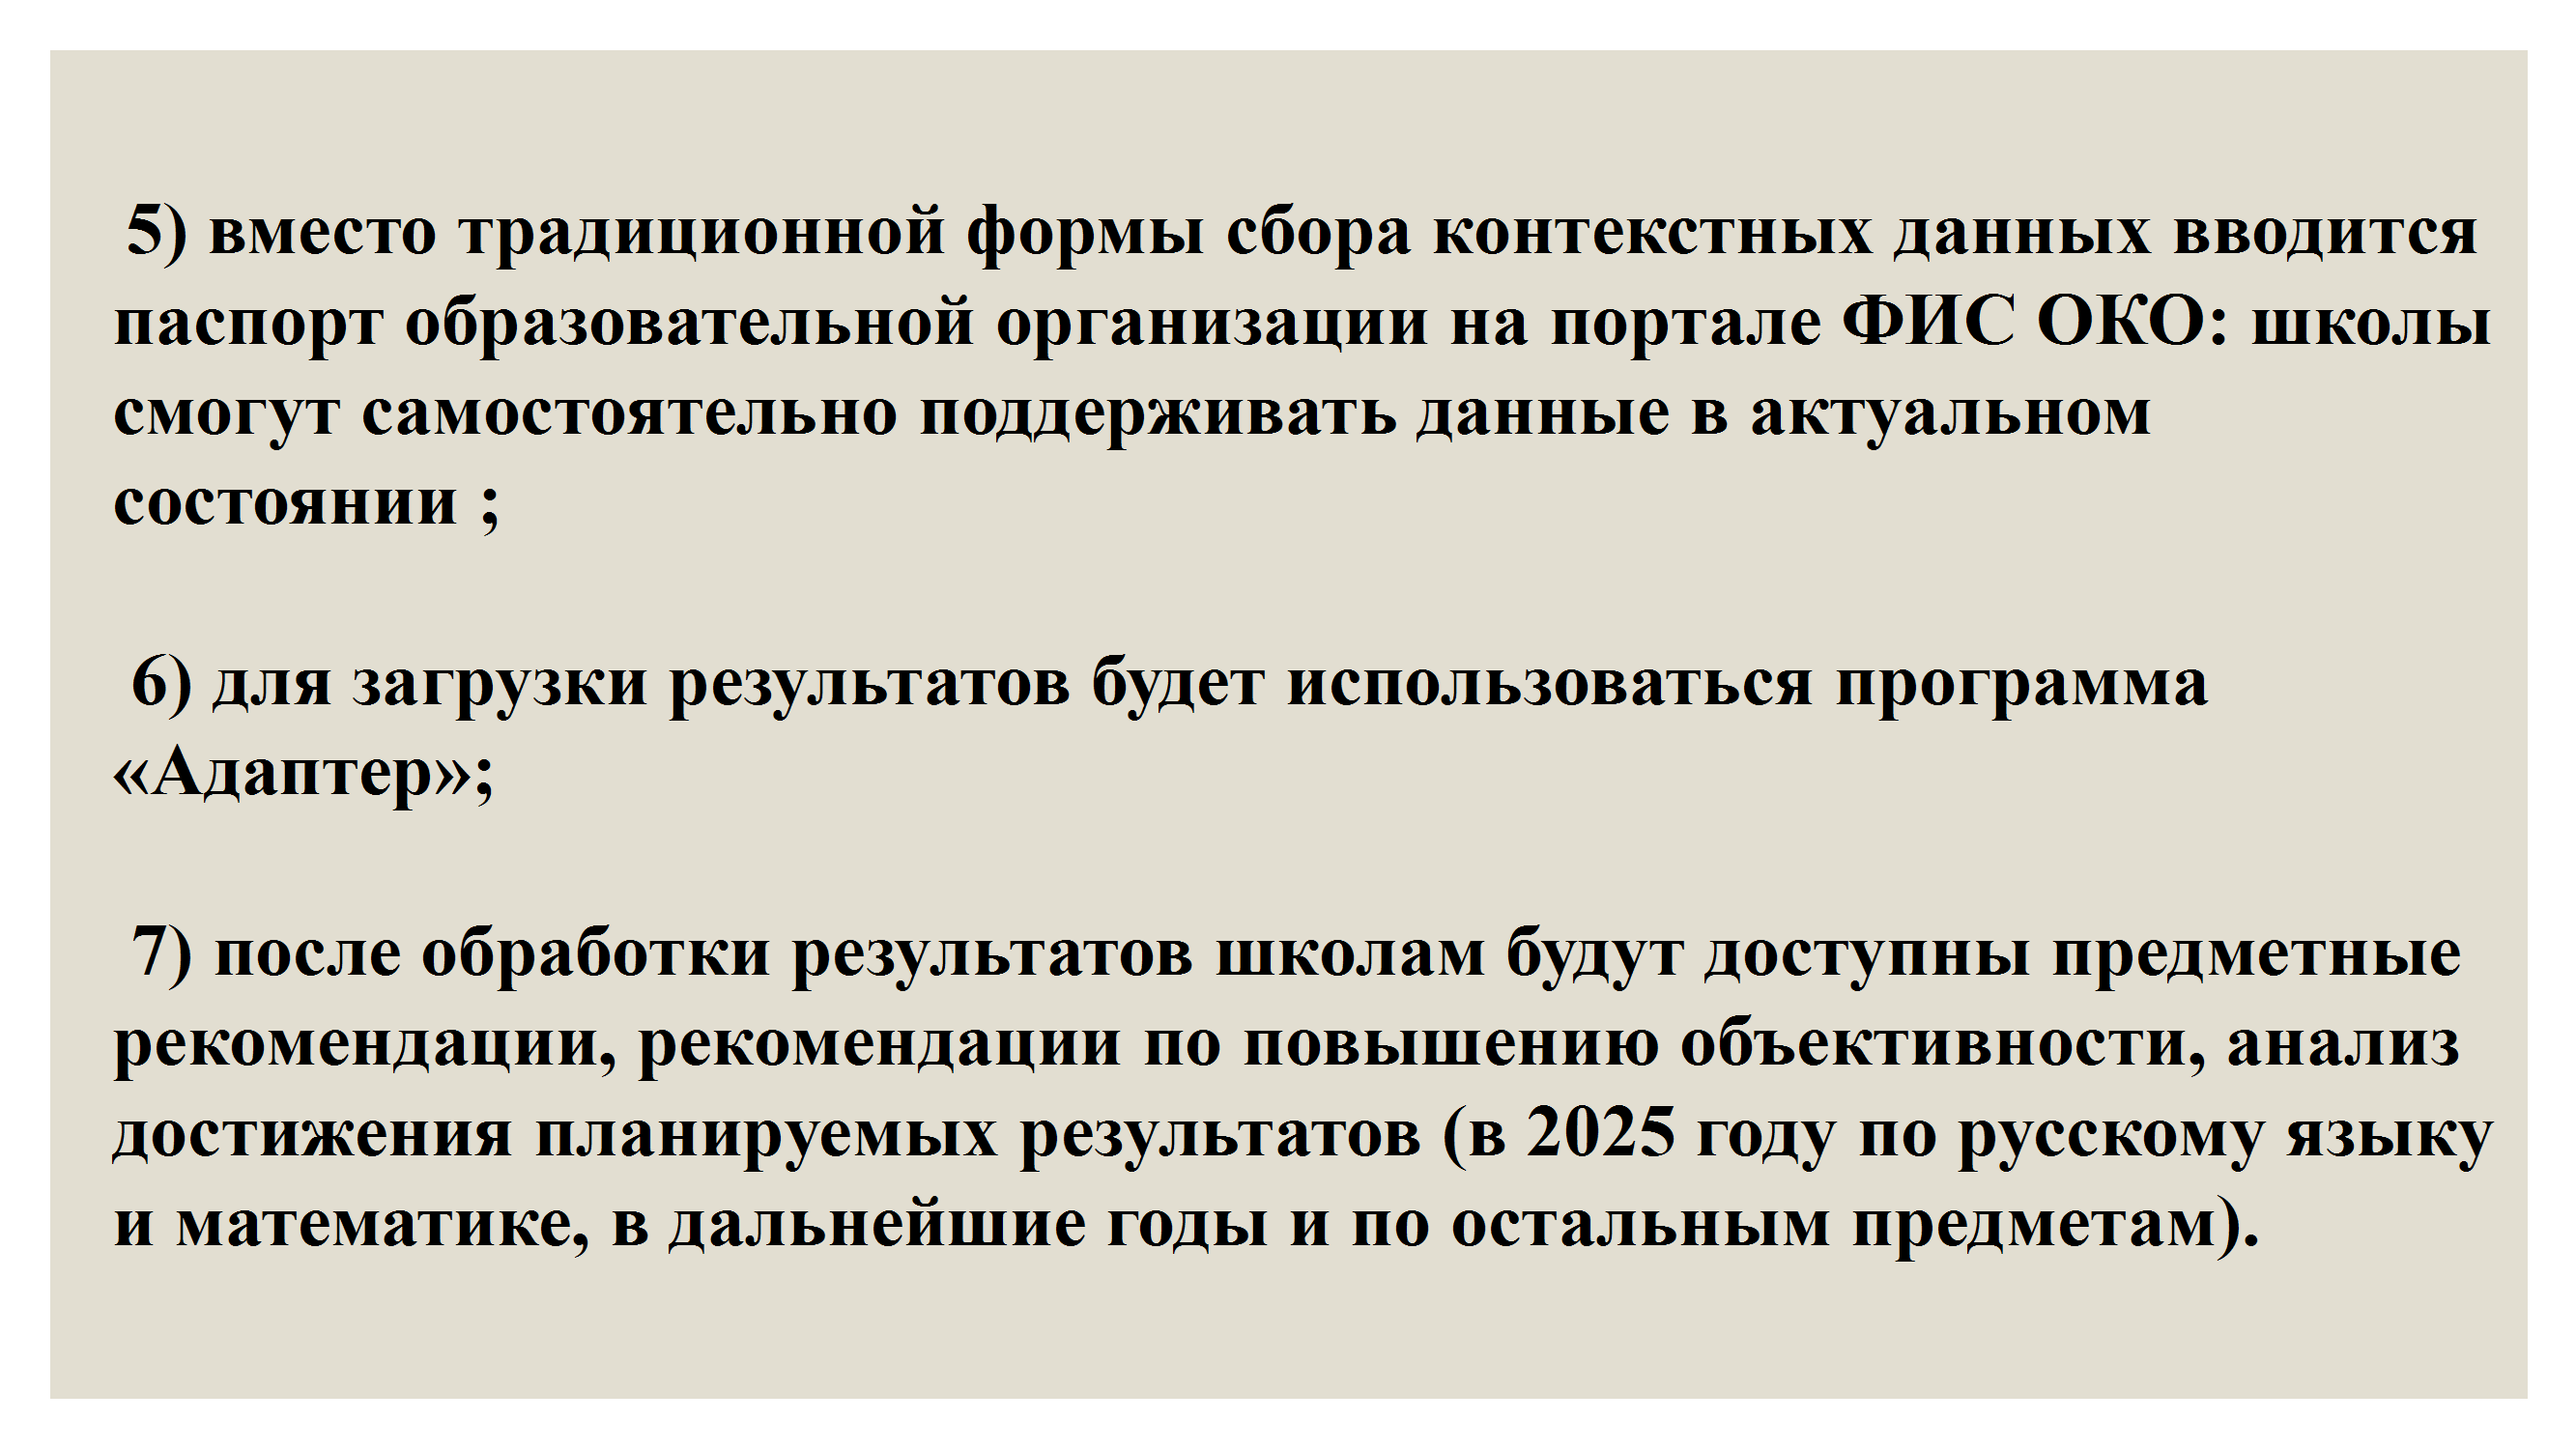 5) вместо традиционной формы сбора контекстных данных вводится
паспорт образовательной организации на портале ФИС ОКО: школы
смогут самостоятельно поддерживать данные в актуальном
состоянии ;
6) для загрузки результатов будет использоваться программа
«Адаптер»;
7) после обработки результатов школам будут доступны предметные
рекомендации, рекомендации по повышению объективности, анализ
достижения планируемых результатов (в 2025 году по русскому языку
и математике, в дальнейшие годы и по остальным предметам).